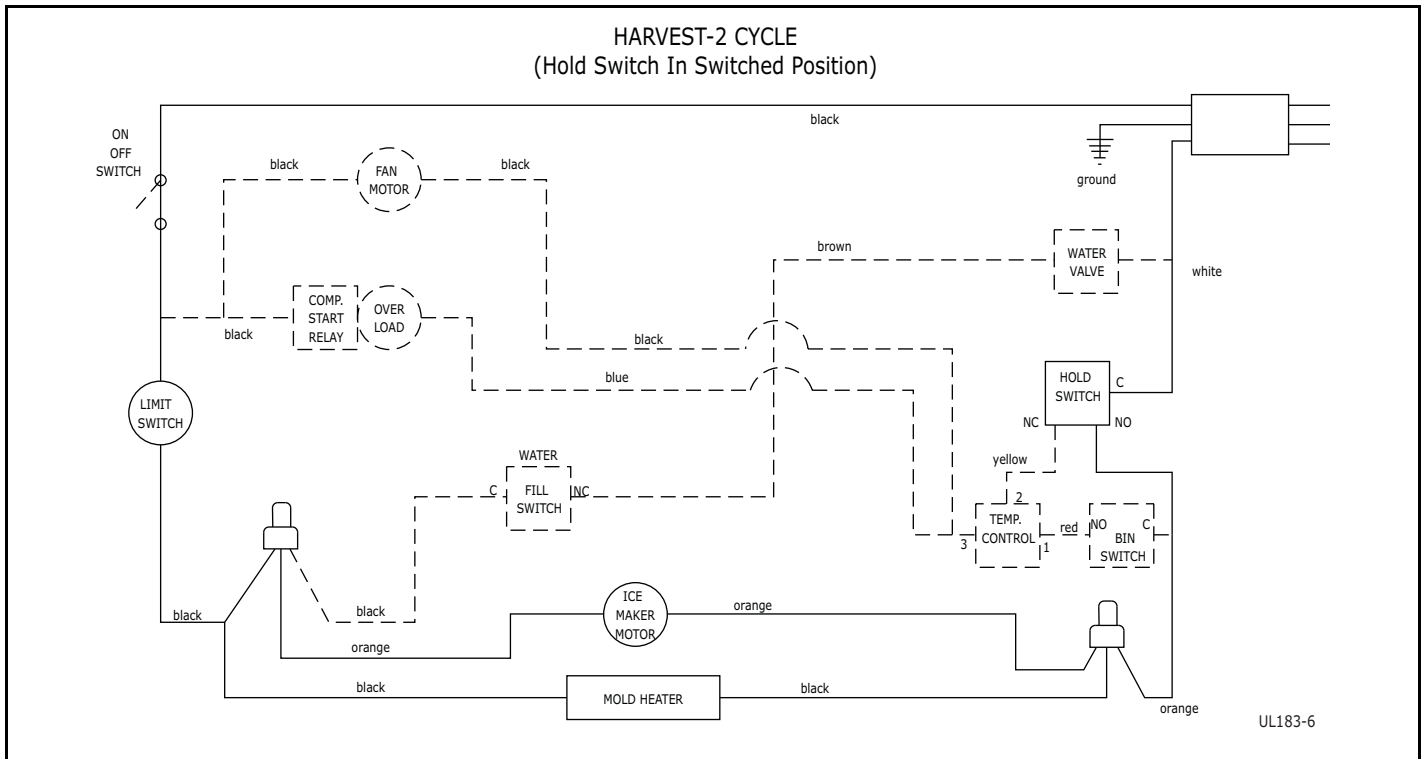 HARVEST-2 CYCLE
(Hold Switch In Switched Position)
black
ON
OFF
SWITCH
ground
black
FAN
MOTOR
black
brown
WATER
VALVE
white
COMP.
START
RELAY
OVER
LOAD
black
black
blue
HOLD
SWITCH
C
NC
NO
LIMIT
SWITCH
yellow
WATER
C
FILL
SWITCH
NC
2
TEMP.
CONTROL
3
1
red
NO
C
BIN
SWITCH
black
black
orange
ICE
MAKER
MOTOR
orange
black
MOLD HEATER
black
orange
UL183-6